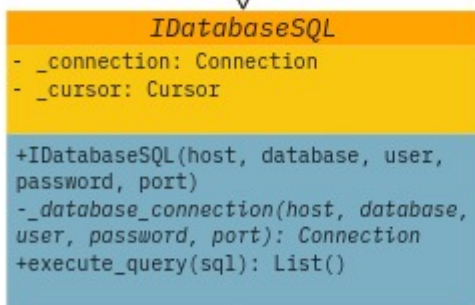 IDatabaseSQL
- _connection: Connection
- _cursor: Cursor
+IDatabaseSQL(host, database, user,
password, port)
-_database_connection(host, database,
user, password, port): Connection
+execute_query(sql): List()